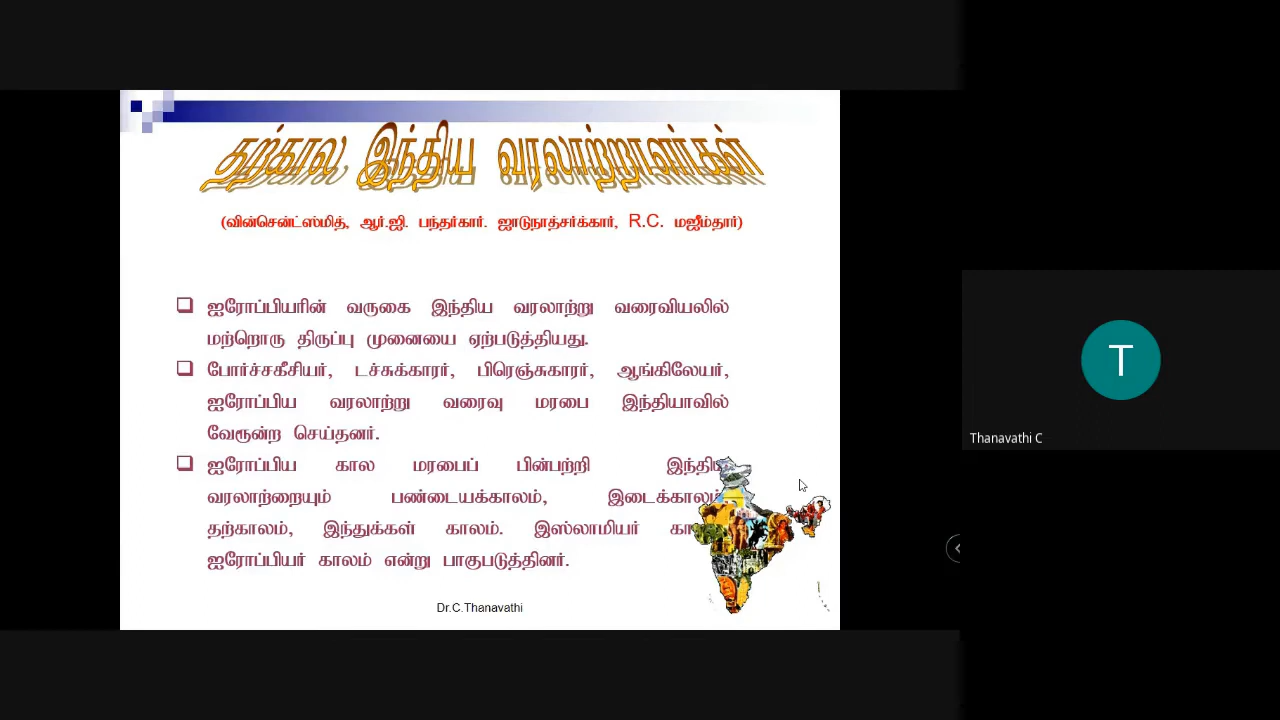 தற்கால இந்திய வரலாற்றாளர்கள்
(வின்சென்ட்ஸ்மித், ஆர்.ஜி. பந்தர்கார். ஜாடுநாத்சர்க்கார், R.C. மஜீம்தார்)
❑ ஐரோப்பியரின் வருகை இந்திய வரலாற்று வரைவியலில்
மற்றொரு திருப்பு முனையை ஏற்படுத்தியது.
❑ போர்ச்சுகீசியர், டச்சுக்காரர், பிரெஞ்சுகாரர், ஆங்கிலேயர்,
ஐரோப்பிய வரலாற்று வரைவு மரபை இந்தியாவில்
வேரூன்ற செய்தனர்.
❑ ஐரோப்பிய கால மரபைப் பின்பற்றி
வரலாற்றையும் பண்டையக்காலம்,
தற்காலம், இந்துக்கள் காலம். இஸ்லாமியர்
ஐரோப்பியர் காலம் என்று பாகுபடுத்தினர்.
Dr.C.Thanavathi
T
Thanavathi C